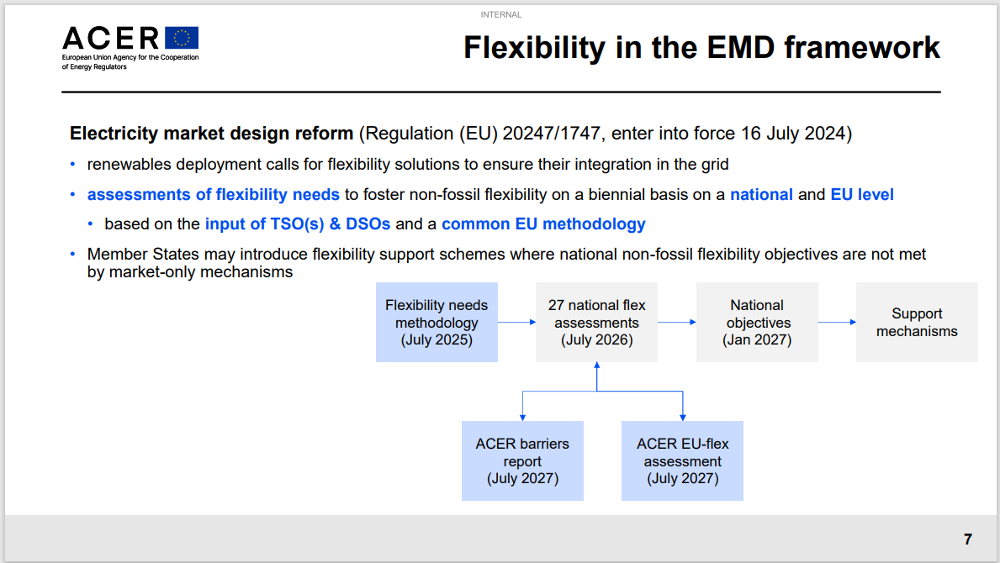 INTERNAL
ACER
European Union Agency for the Cooperation
of Energy Regulators
Flexibility in the EMD framework
Electricity market design reform (Regulation (EU) 20247/1747, enter into force 16 July 2024)
• renewables deployment calls for flexibility solutions to ensure their integration in the grid
• assessments of flexibility needs to foster non-fossil flexibility on a biennial basis on a national and EU level
• based on the input of TSO(s) & DSOs and a common EU methodology
• Member States may introduce flexibility support schemes where national non-fossil flexibility objectives are not met
by market-only mechanisms
Flexibility needs
methodology
(July 2025)
27 national flex
assessments
(July 2026)
National
objectives
(Jan 2027)
Support
mechanisms
ACER barriers
report
(July 2027)
ACER EU-flex
assessment
(July 2027)
7